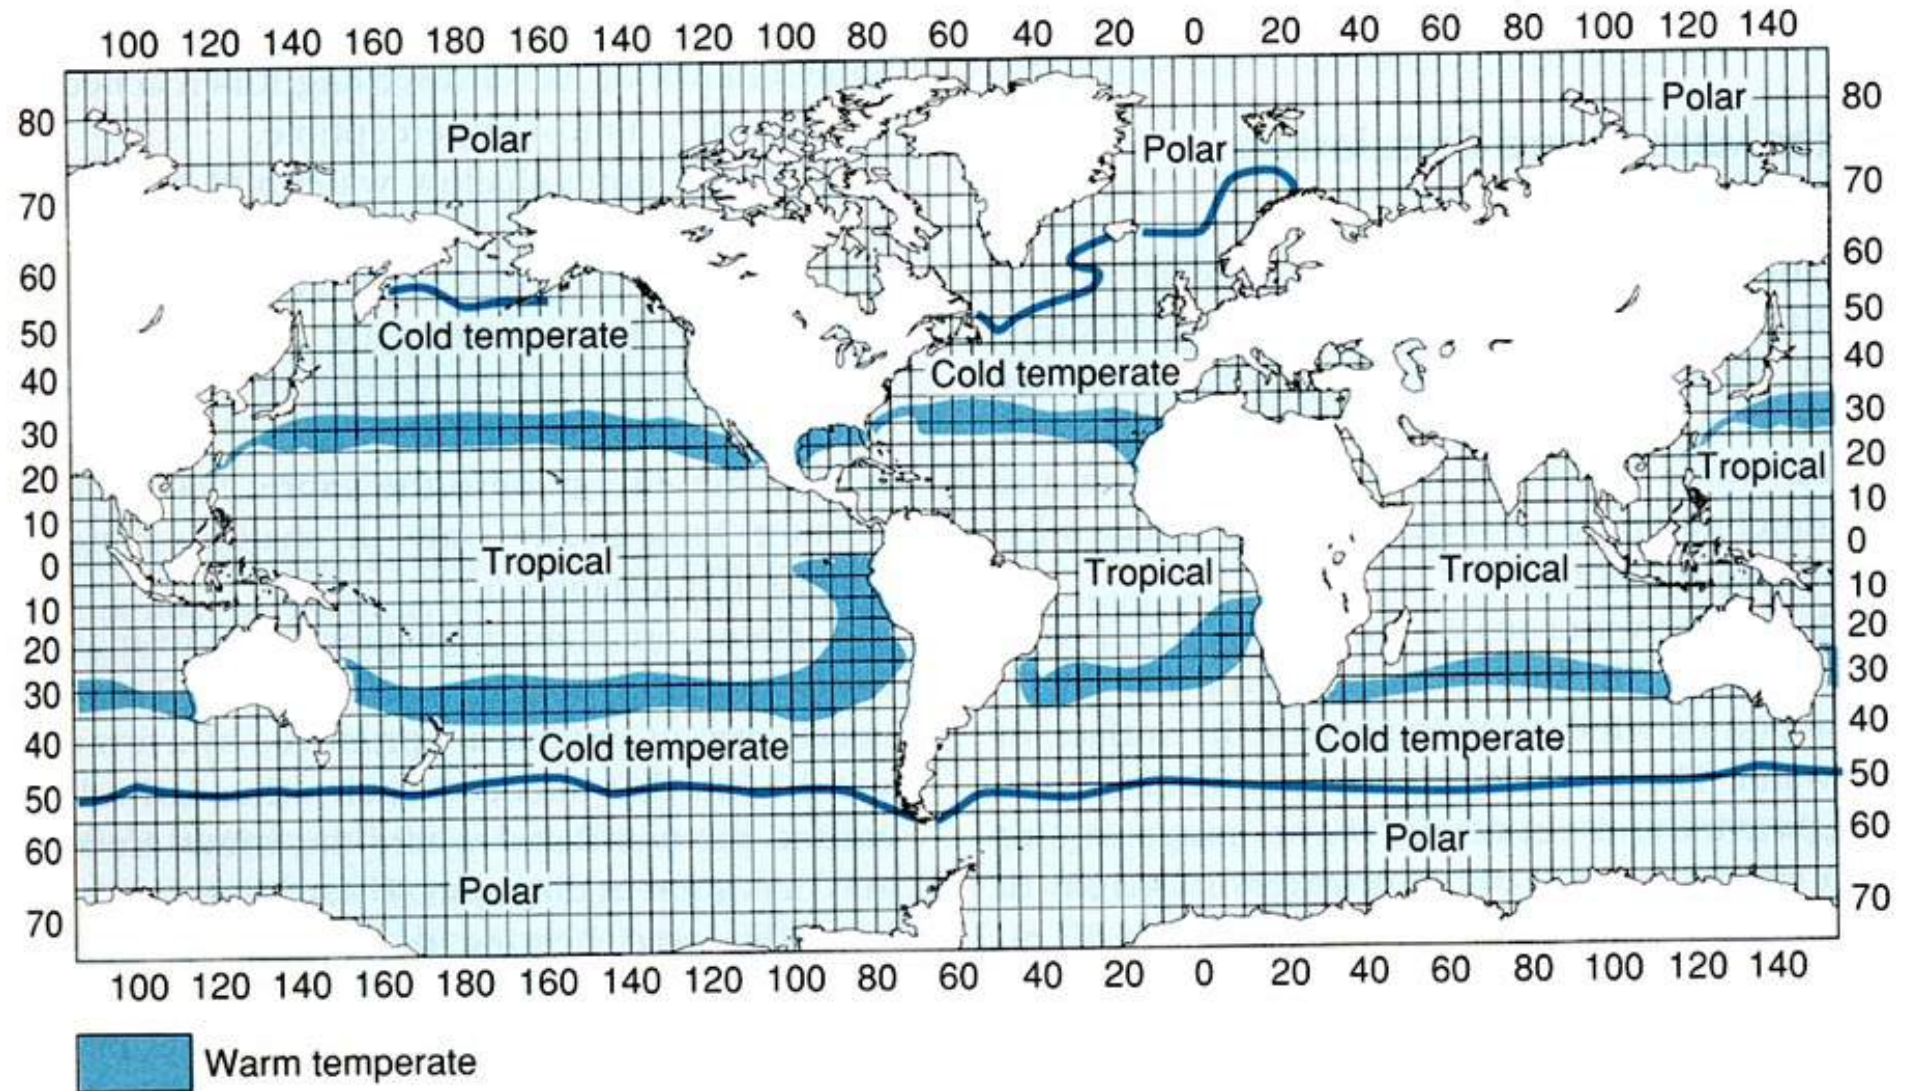 100 120 140 160 180 160 140 120 100 80 60 40 20 0 20 40 60 80 100 120 140
80 Polar Polar Polar 80
70 70
60 60
50 Cold temperate 50
40 Cold temperate 40
30 30
20 Tropical 20
10 10
0 Tropical Tropical Tropical 0
10 10
20 20
30 30
40 Cold temperate Cold temperate 40
50 50
60 Polar 60
70 Polar 70
100 120 140 160 180 160 140 120 100 80 60 40 20 0 20 40 60 80 100 120 140
Warm temperate